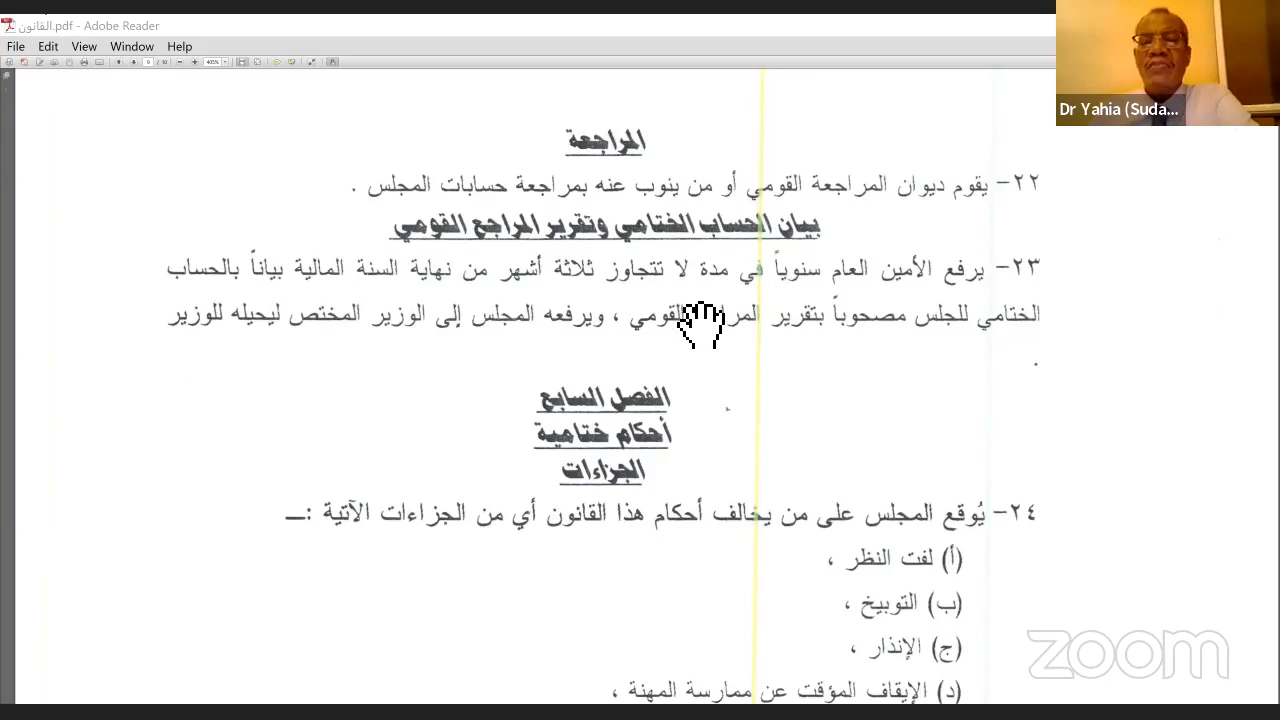 القانون.pdf - Adobe Reader
File Edit View Window Help
9 / 10
405%
Dr Yahia (Suda...
المراجعة
٢٢- يقوم ديوان المراجعة القومي أو من ينوب عنه بمراجعة حسابات المجلس .
بيان الحساب الختامي وتقرير المراجع القومي
٢٣- يرفع الأمين العام سنوياً في مدة لا تتجاوز ثلاثة أشهر من نهاية السنة المالية بياناً بالحساب
الختامي للجلس مصحوباً بتقرير القومي ، ويرفعه المجلس إلى الوزير المختص ليحيله للوزير
.
الفصل السابع
أحكام ختامية
الجزاءات
٢٤- يُوقع المجلس على من يخالف أحكام هذا القانون أي من الجزاءات الآتية :ــ
(أ) لفت النظر ،
(ب) التوبيخ ،
(ج) الإنذار ،
(د) الإيقاف المؤقت عن ممارسة المهنة ،
zoom